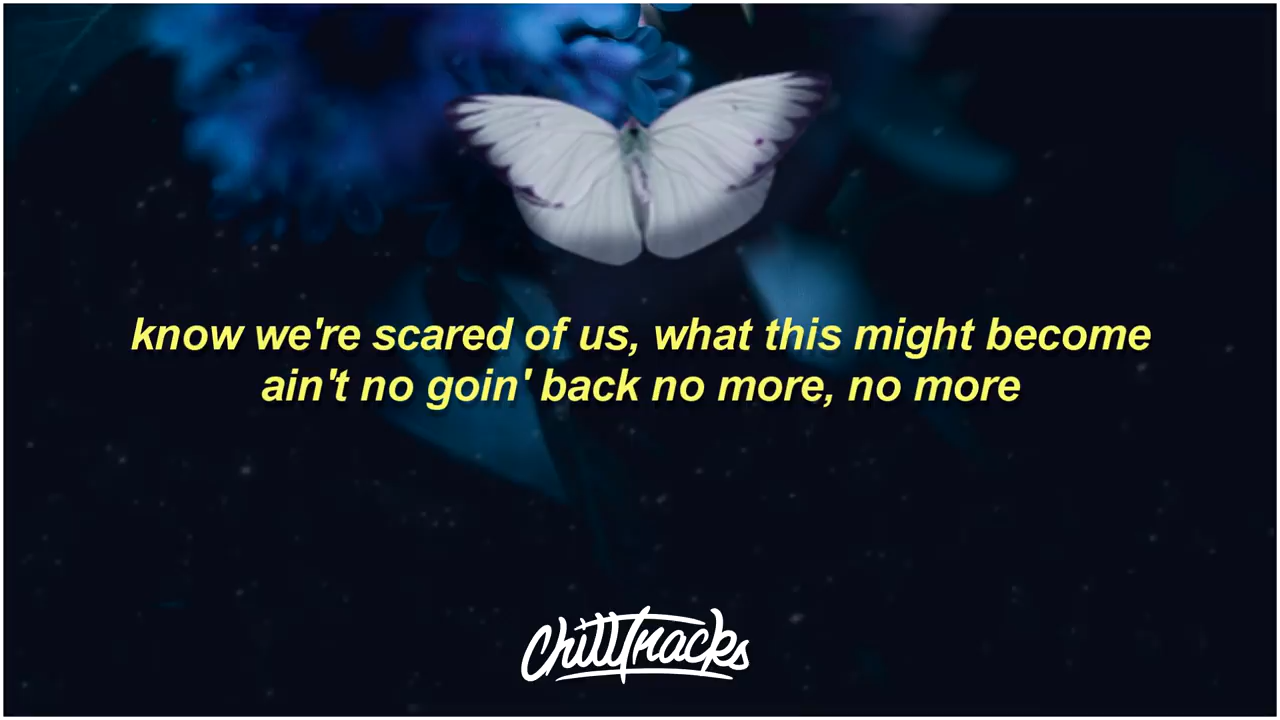 know we're scared of us, what this might become
ain't no goin' back no more, no more
ChillTracks